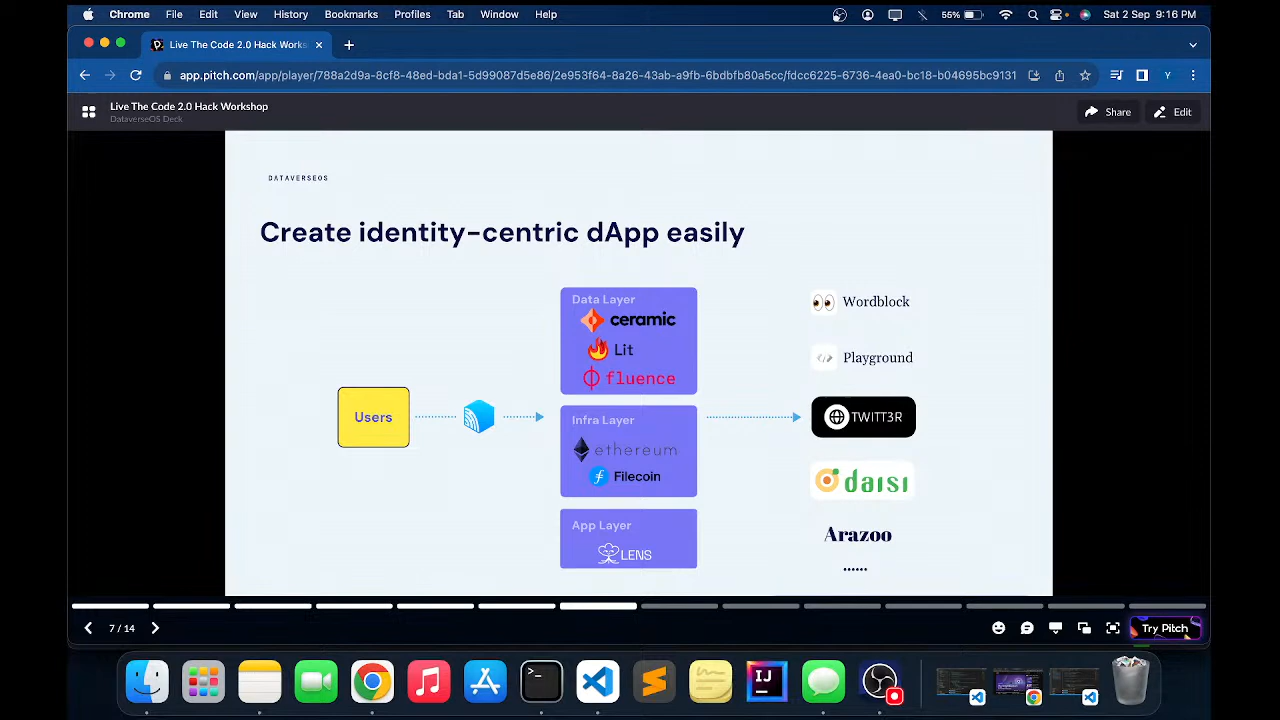 Chrome File Edit View History Bookmarks Profiles Tab Window Help 55% Sat 2 Sep 9:16 PM
Live The Code 2.0 Hack Works
app.pitch.com/app/player/788a2d9a-8cf8-48ed-bda1-5d99087d5e86/2e953f64-8a26-43ab-a9fb-6bdbfb80a5cc/fdcc6225-6736-4ea0-bc18-b04695bc9131 Y
Live The Code 2.0 Hack Workshop
DataverseOS Deck
Share Edit
DATAVERSEOS
Create identity-centric dApp easily
Users
Data Layer
ceramic
Lit
fluence
Infra Layer
ethereum
Filecoin
App Layer
LENS
Wordblock
Playground
TWITT3R
daisi
Arazoo
......
7 / 14
Try Pitch
IJ